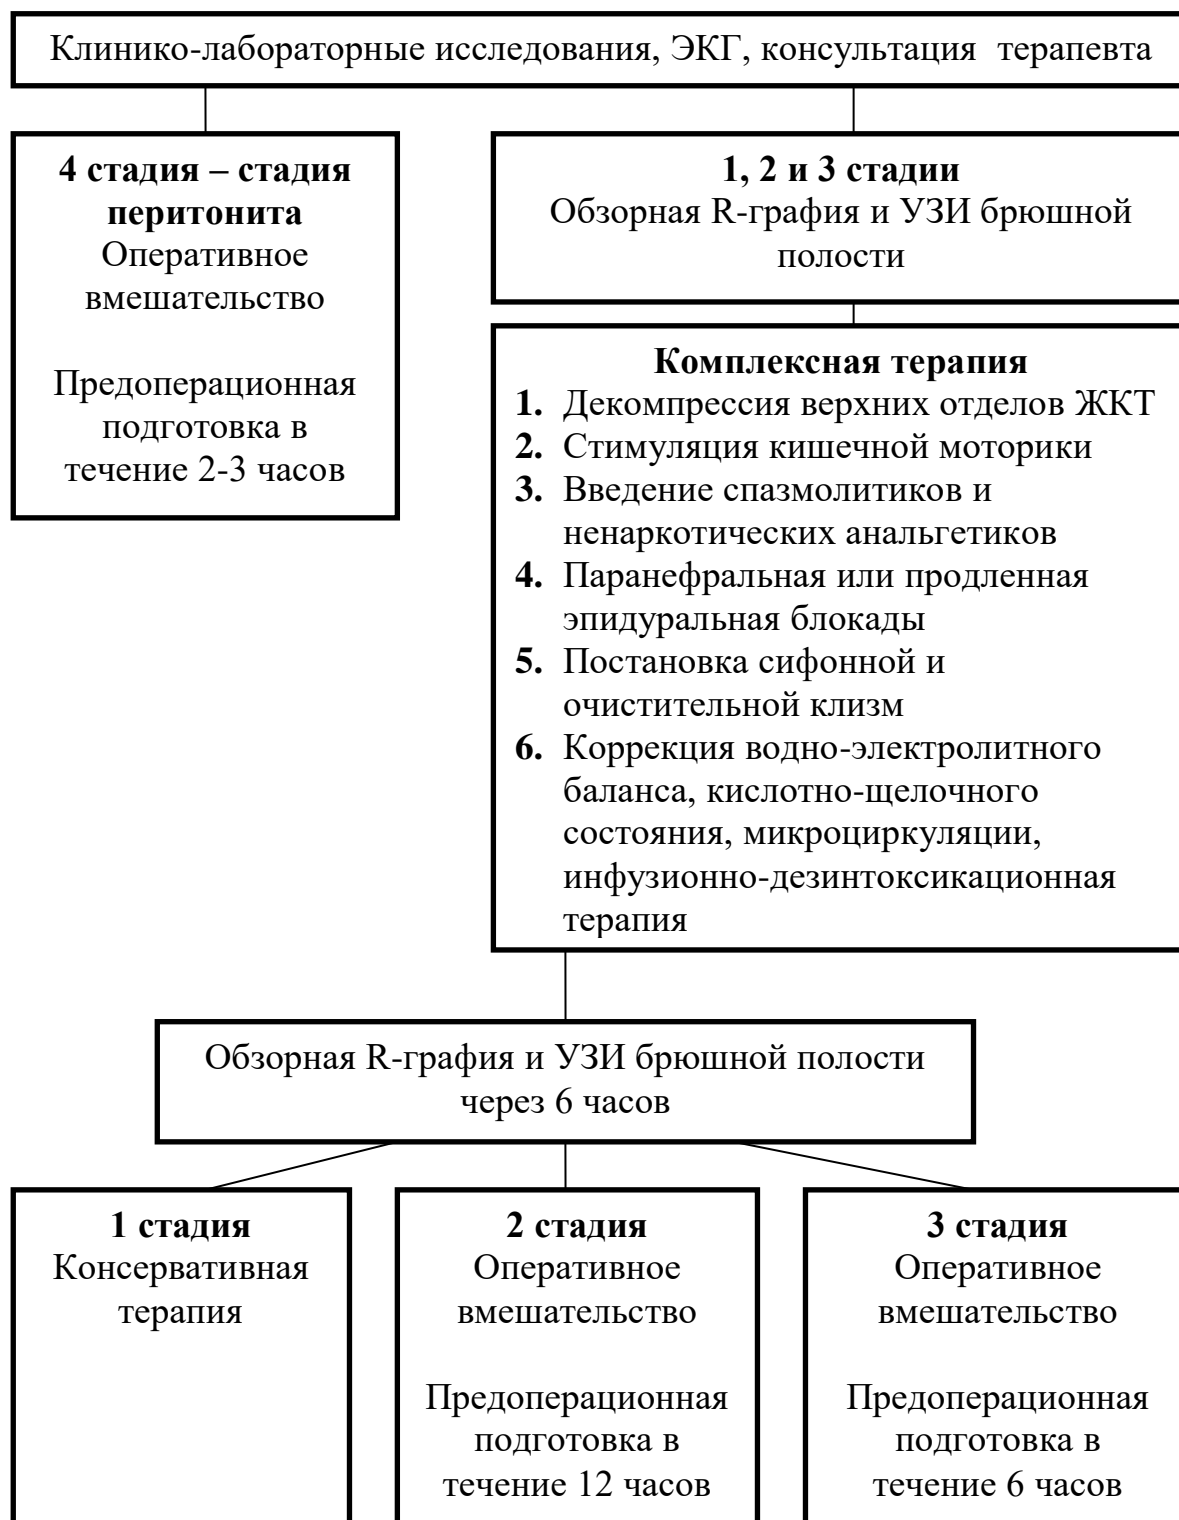 Клинико-лабораторные исследования, ЭКГ, консультация терапевта
4 стадия – стадия
перитонита
Оперативное
вмешательство
Предоперационная
подготовка в
течение 2-3 часов
1, 2 и 3 стадии
Обзорная R-графия и УЗИ брюшной
полости
Комплексная терапия
1. Декомпрессия верхних отделов ЖКТ
2. Стимуляция кишечной моторики
3. Введение спазмолитиков и
ненаркотических анальгетиков
4. Паранефральная или продленная
эпидуральная блокады
5. Постановка сифонной и
очистительной клизм
6. Коррекция водно-электролитного
баланса, кислотно-щелочного
состояния, микроциркуляции,
инфузионно-дезинтоксикационная
терапия
Обзорная R-графия и УЗИ брюшной полости
через 6 часов
1 стадия
Консервативная
терапия
2 стадия
Оперативное
вмешательство
Предоперационная
подготовка в
течение 12 часов
3 стадия
Оперативное
вмешательство
Предоперационная
подготовка в
течение 6 часов